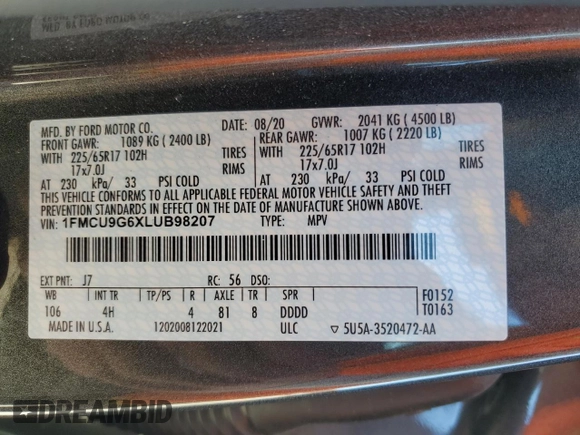 MFD. BY FORD MOTOR CO.
DATE: 08/20 GVWR: 2041 KG ( 4500 LB)
FRONT GAWR: 1089 KG ( 2400 LB)
REAR GAWR: 1007 KG ( 2220 LB)
WITH 225/65R17 102H TIRES
WITH 225/65R17 102H TIRES
17x7.0J RIMS
17x7.0J RIMS
AT 230 kPa/ 33 PSI COLD
AT 230 kPa/ 33 PSI COLD
THIS VEHICLE CONFORMS TO ALL APPLICABLE FEDERAL MOTOR VEHICLE SAFETY AND THEFT
PREVENTION STANDARDS IN EFFECT ON THE DATE OF MANUFACTURE SHOWN ABOVE.
VIN: 1FMCU9G6XLUB98207 TYPE: MPV
EXT PNT: J7 RC: 56 DSO:
WB INT TR TP/PS R AXLE TR SPR
F0152
106 4H 4 81 8 DDDD
T0163
MADE IN U.S.A. 1202008122021 ULC ▽ 5U5A-3520472-AA
DREAMBID